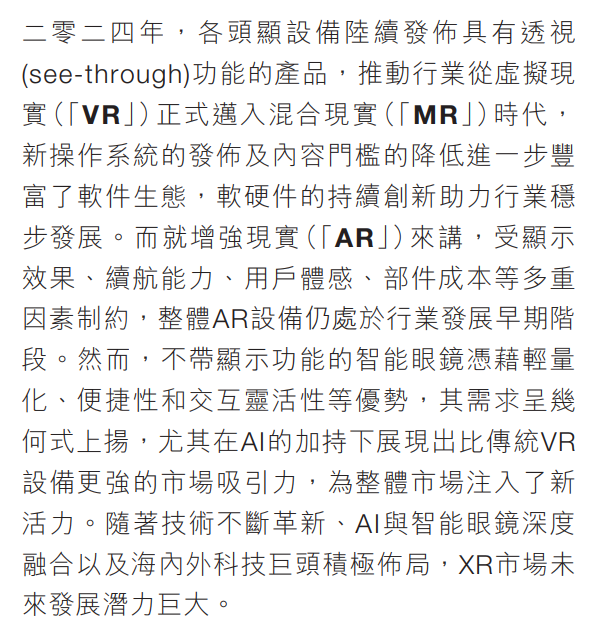 二零二四年，各頭顯設備陸續發佈具有透視
(see-through)功能的產品，推動行業從虛擬現
實（「VR」）正式邁入混合現實（「MR」）時代，
新操作系統的發佈及內容門檻的降低進一步豐
富了軟件生態，軟硬件的持續創新助力行業穩
步發展。而就增強現實（「AR」）來講，受顯示
效果、續航能力、用戶體感、部件成本等多重
因素制約，整體AR設備仍處於行業發展早期階
段。然而，不帶顯示功能的智能眼鏡憑藉輕量
化、便捷性和交互靈活性等優勢，其需求呈幾
何式上揚，尤其在AI的加持下展現出比傳統VR
設備更強的市場吸引力，為整體市場注入了新
活力。隨著技術不斷革新、AI與智能眼鏡深度
融合以及海內外科技巨頭積極佈局，XR市場未
來發展潛力巨大。